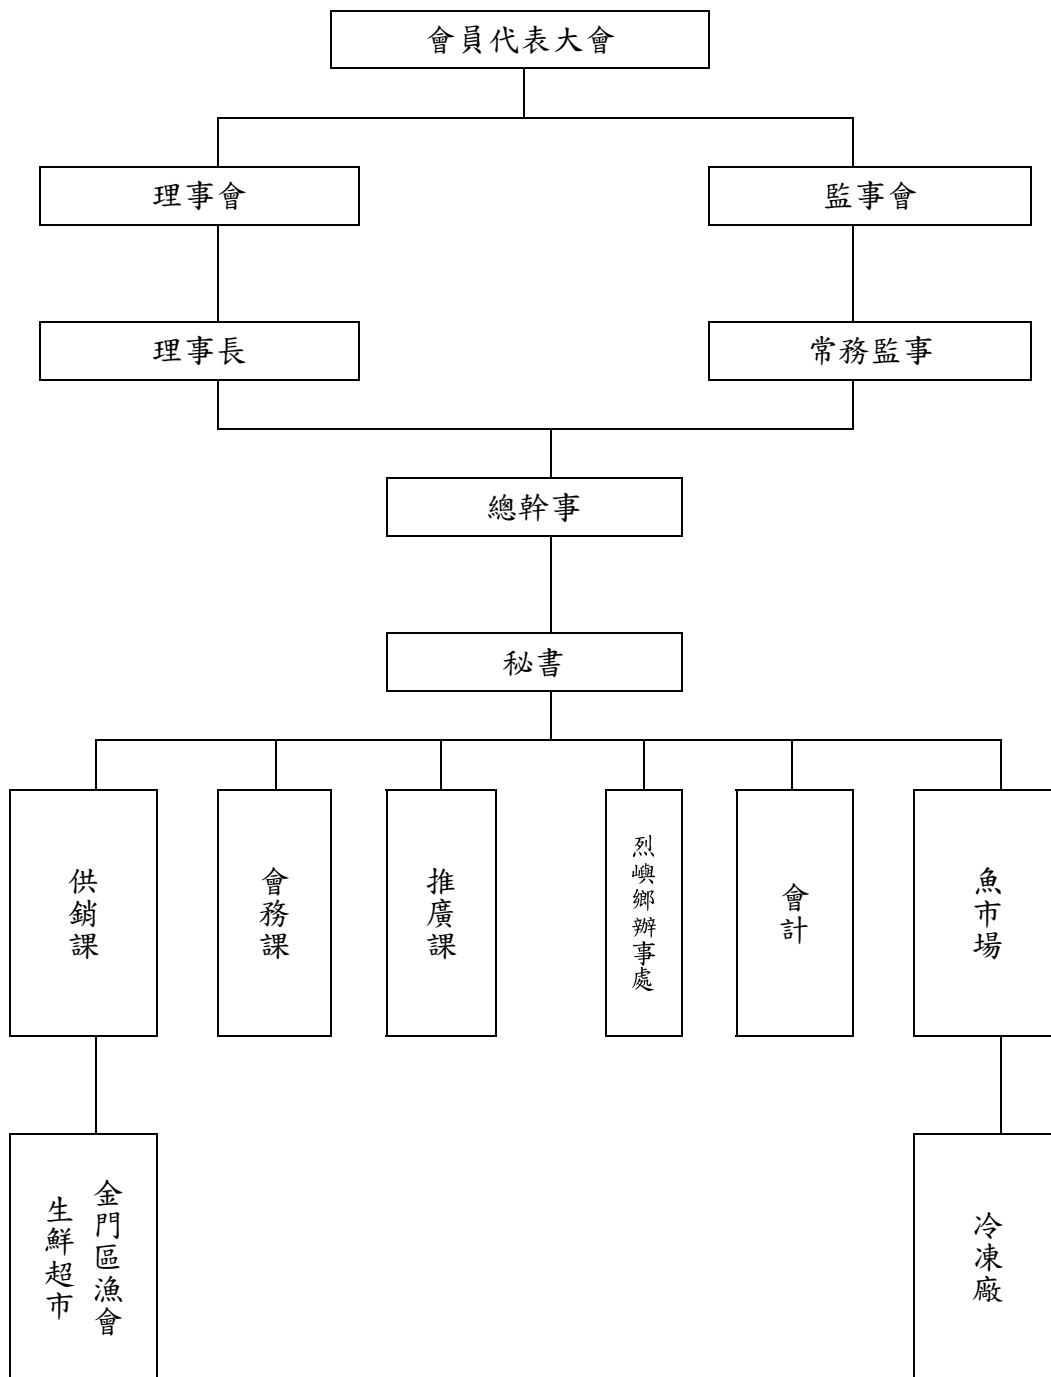 會員代表大會
理事會
監事會
理事長
常務監事
總幹事
秘書
供銷課
會務課
推廣課
烈嶼鄉辦事處
會計
魚市場
金門區漁會
生鮮超市
冷凍廠